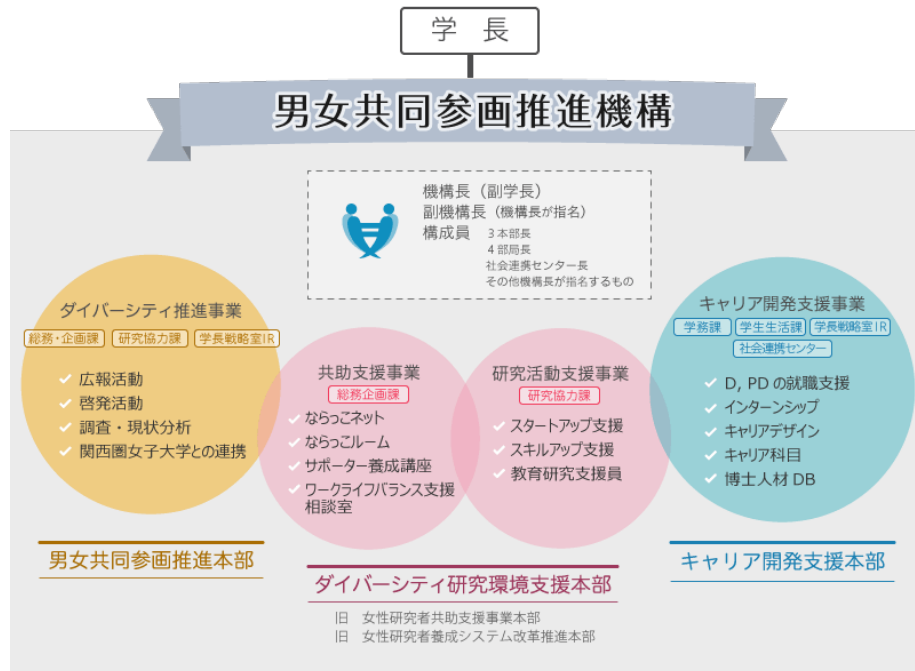 学 長
男女共同参画推進機構
機構長（副学長）
副機構長（機構長が指名）
構成員 3 本部長
4 部局長
社会連携センター長
その他機構長が指名するもの
ダイバーシティ推進事業
総務・企画課 研究協力課 学長戦略室IR
広報活動
啓発活動
調査・現状分析
関西圏女子大学との連携
共助支援事業
総務企画課
ならっこネット
ならっこルーム
サポーター養成講座
ワークライフバランス支援
相談室
研究活動支援事業
研究協力課
スタートアップ支援
スキルアップ支援
教育研究支援員
キャリア開発支援事業
学務課 学生生活課 学長戦略室IR
社会連携センター
D, PD の就職支援
インターンシップ
キャリアデザイン
キャリア科目
博士人材 DB
男女共同参画推進本部
ダイバーシティ研究環境支援本部
旧 女性研究者共助支援事業本部
旧 女性研究者養成システム改革推進本部
キャリア開発支援本部